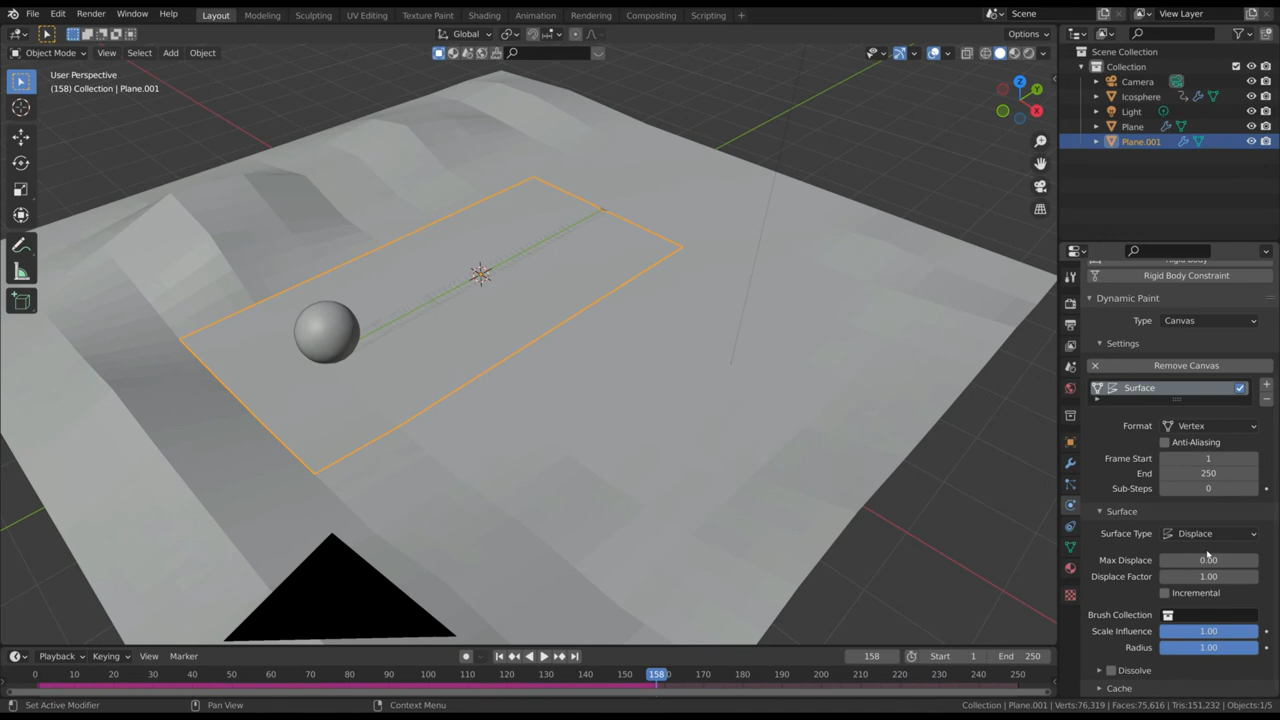 File Edit Render Window Help Layout Modeling Sculpting UV Editing Texture Paint Shading Animation Rendering Compositing Scripting + Scene View Layer
Object Mode View Select Add Object Global Options
User Perspective
(158) Collection | Plane.001
Scene Collection
Collection
Camera
Icosphere
Light
Plane
Plane.001
Z
Y
X
Rigid Body Constraint
Dynamic Paint
Type Canvas
Settings
Remove Canvas
Surface
Format Vertex
Anti-Aliasing
Frame Start 1
End 250
Sub-Steps 0
Surface
Surface Type Displace
Max Displace 0.00
Displace Factor 1.00
Incremental
Brush Collection
Scale Influence 1.00
Radius 1.00
Dissolve
Cache
Playback Keying View Marker 158 Start 1 End 250
0 10 20 30 40 50 60 70 80 90 100 110 120 130 140 150 158 170 180 190 200 210 220 230 240 250
Set Active Modifier Pan View Context Menu Collection | Plane.001 | Verts:76,319 | Faces:75,616 | Tris:151,232 | Objects:1/5